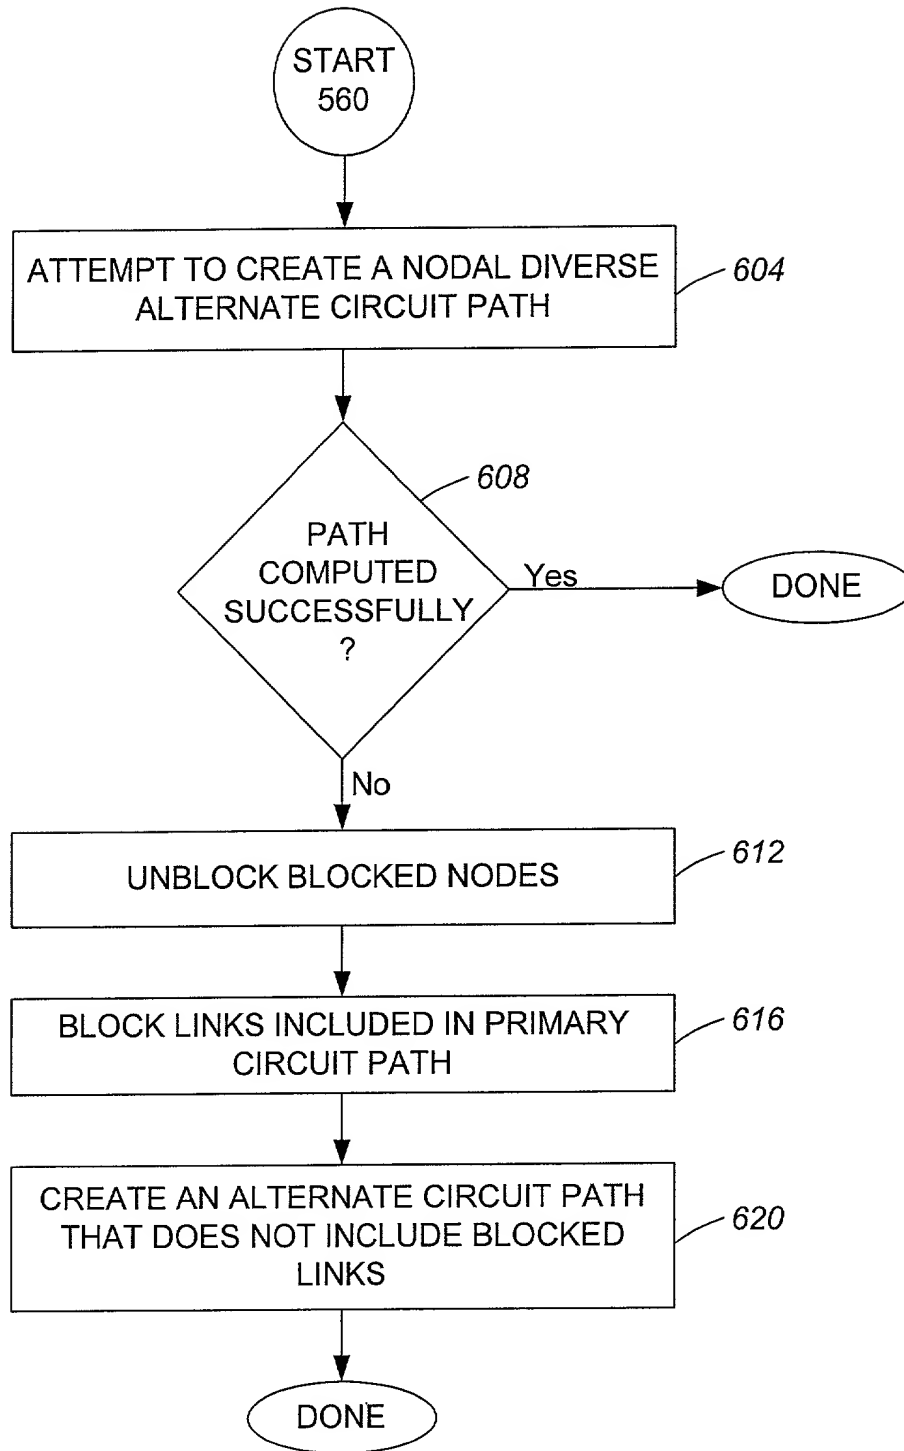 START
560
ATTEMPT TO CREATE A NODAL DIVERSE
ALTERNATE CIRCUIT PATH
604
608
PATH
COMPUTED
SUCCESSFULLY
?
Yes
DONE
No
UNBLOCK BLOCKED NODES
612
BLOCK LINKS INCLUDED IN PRIMARY
CIRCUIT PATH
616
CREATE AN ALTERNATE CIRCUIT PATH
THAT DOES NOT INCLUDE BLOCKED
LINKS
620
DONE